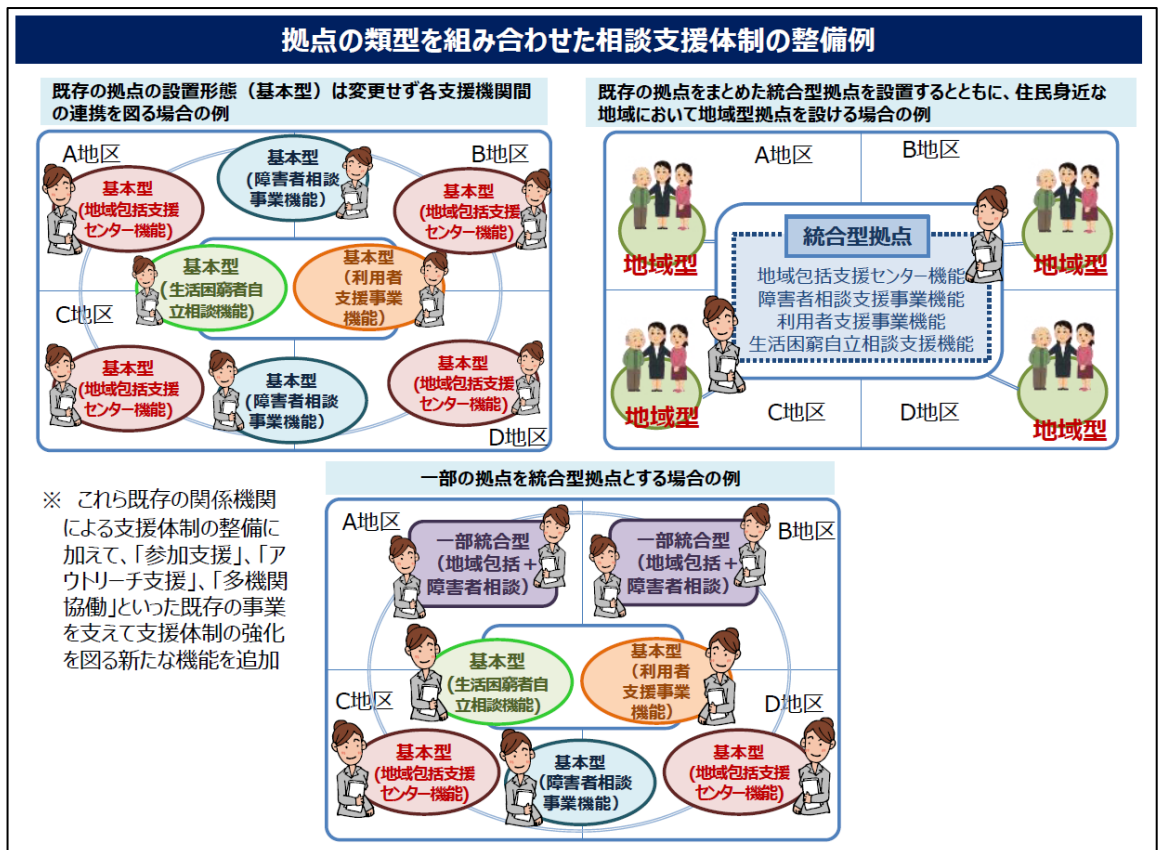 拠点の類型を組み合わせた相談支援体制の整備例
既存の拠点の設置形態（基本型）は変更せず各支援機関間
の連携を図る場合の例
A地区
B地区
基本型
(障害者相談
事業機能）
基本型
(地域包括支援
センター機能)
基本型
(地域包括支援
センター機能)
基本型
(生活困窮者自
立相談機能)
基本型
（利用者
支援事業
機能）
C地区
基本型
(地域包括支援
センター機能)
基本型
(障害者相談
事業機能）
基本型
(地域包括支援
センター機能)
D地区
既存の拠点をまとめた統合型拠点を設置するとともに、住民身近な
地域において地域型拠点を設ける場合の例
A地区
B地区
地域型
地域型
統合型拠点
地域包括支援センター機能
障害者相談支援事業機能
利用者支援事業機能
生活困窮自立相談支援機能
地域型
地域型
C地区
D地区
一部の拠点を統合型拠点とする場合の例
A地区
B地区
一部統合型
（地域包括＋
障害者相談）
一部統合型
（地域包括＋
障害者相談）
基本型
(生活困窮者自
立相談機能)
基本型
（利用者
支援事業
機能）
C地区
D地区
基本型
(地域包括支援
センター機能)
基本型
(障害者相談
事業機能）
基本型
(地域包括支援
センター機能)
※　これら既存の関係機関
による支援体制の整備に
加えて、「参加支援」、「ア
ウトリーチ支援」、「多機関
協働」といった既存の事業
を支えて支援体制の強化
を図る新たな機能を追加